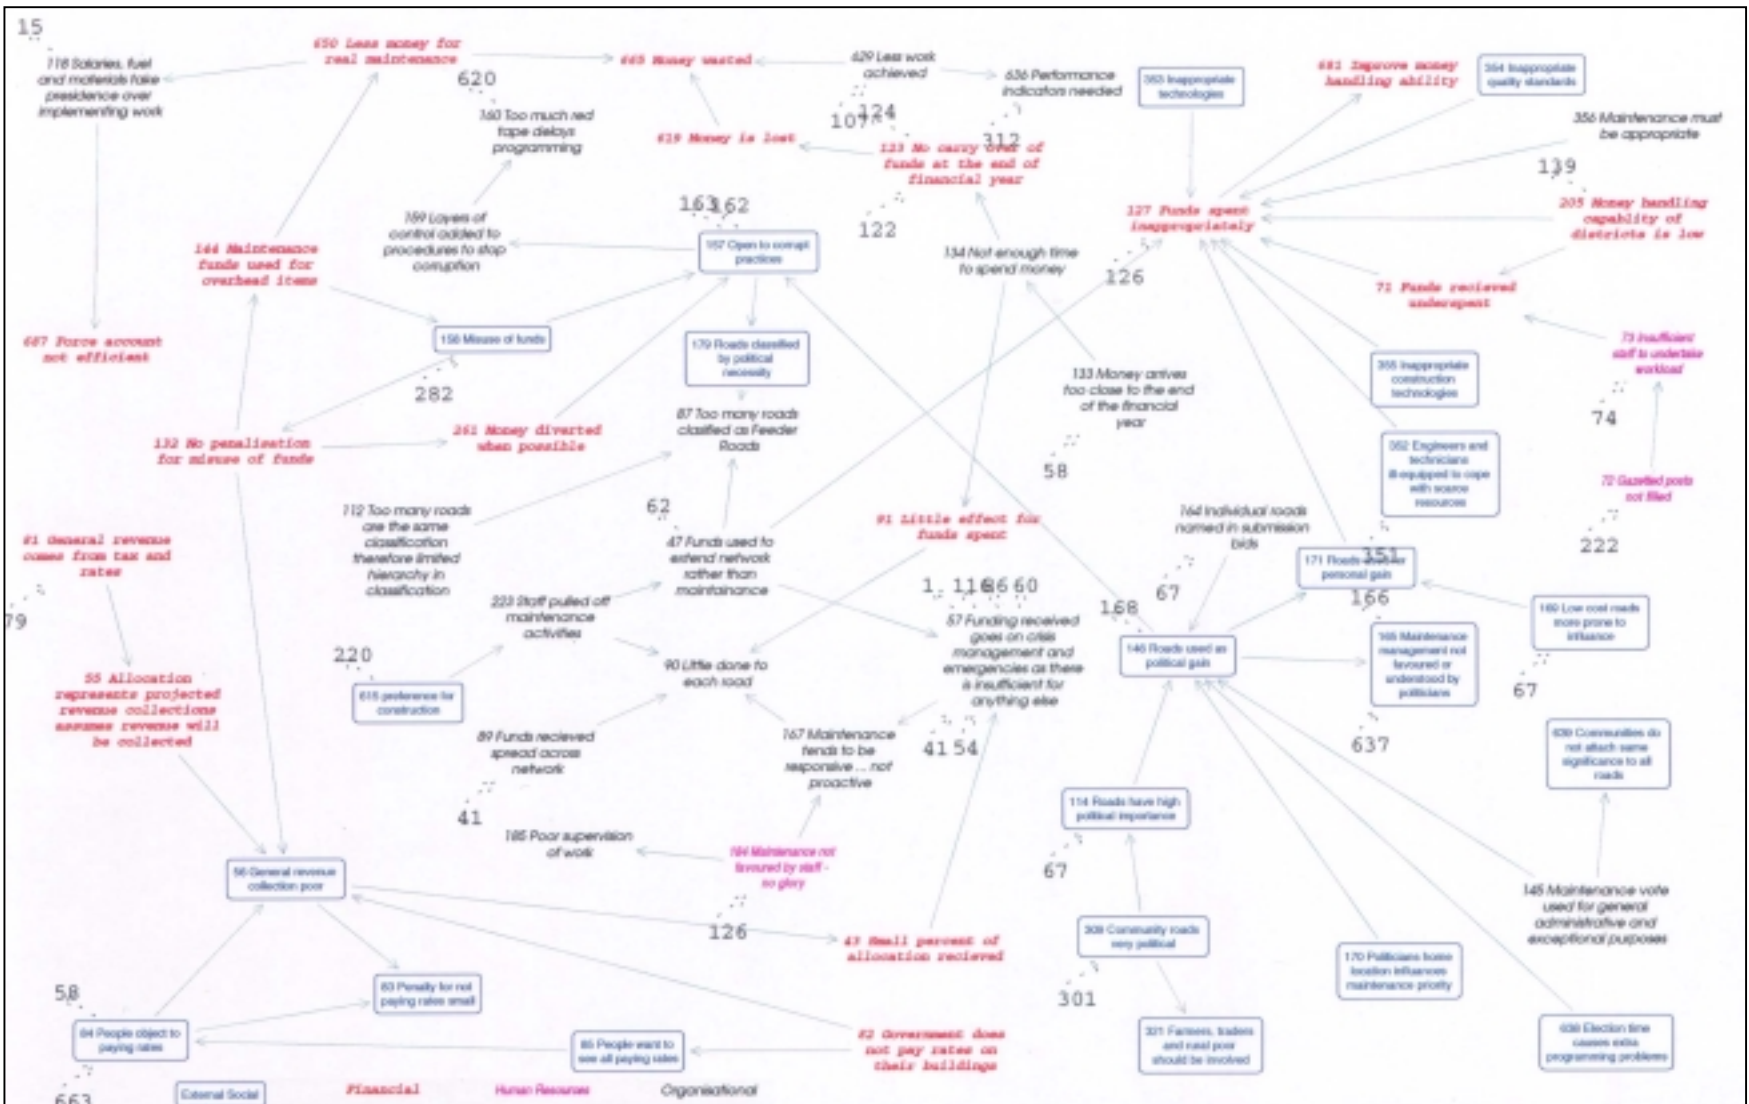 15
118 Salaries, fuel
and materials take
presidence over
implementing work
650 Less money for
real maintenance
620
160 Too much red
tape delays
programming
665 Money wasted
629 Less work
achieved
636 Performance
indicators needed
107
124
312
353 Inappropriate
technologies
681 Improve money
handling ability
354 Inappropriate
quality standards
356 Maintenance must
be appropriate
139
619 Money is lost
123 No carry over of
funds at the end of
financial year
122
159 Layers of
control added to
procedures to stop
corruption
163
162
157 Open to corrupt
practices
134 Not enough time
to spend money
127 Funds spent
inappropriately
126
205 Money handling
capablity of
districts is low
71 Funds recieved
underspent
144 Maintenance
funds used for
overhead items
687 Force account
not efficient
158 Misuse of funds
282
179 Roads classified
by political
necessity
73 Insufficient
staff to undertake
workload
74
355 Inappropriate
construction
technologies
133 Money arrives
too close to the end
of the financial
year
58
132 No penalisation
for misuse of funds
261 Money diverted
when possible
87 Too many roads
clasified as Feeder
Roads
352 Engineers and
technicians
ill-equipped to cope
with scarce
resources
72 Gazetted posts
not filled
222
81 General revenue
comes from tax and
rates
79
112 Too many roads
are the same
classification
therefore limited
hierarchy in
classification
62
47 Funds used to
extend network
rather than
maintainance
91 Little effect for
funds spent
164 Individual roads
named in submission
bids
67
351
171 Roads
personal gain
166
223 Staff pulled off
maintenance
activities
1
116
86
60
57 Funding received
goes on crisis
management and
emergencies as there
is insufficient for
anything else
41
54
168
146 Roads used as
political gain
165 Maintenance
management not
favoured or
understood by
politicians
637
169 Low cost roads
more prone to
influence
67
220
615 preference for
construction
90 Little done to
each road
55 Allocation
represents projected
revenue collections
assumes revenue will
be collected
89 Funds recieved
spread across
network
41
167 Maintenance
tends to be
responsive ... not
proactive
639 Communities do
not attach same
significance to all
roads
114 Roads have high
political importance
67
185 Poor supervision
of work
184 Maintenance not
favoured by staff -
no glory
126
56 General revenue
collection poor
145 Maintenance vote
used for general
administrative and
exceptional purposes
43 Small percent of
allocation recieved
309 Community roads
very political
301
170 Politicians home
location influences
maintenance priority
58
83 Penalty for not
paying rates small
84 People object to
paying rates
663
85 People want to
see all paying rates
82 Government does
not pay rates on
their buildings
321 Farmers, traders
and rural poor
should be involved
638 Election time
causes extra
programming problems
External Social
Financial
Human Resources
Organisational